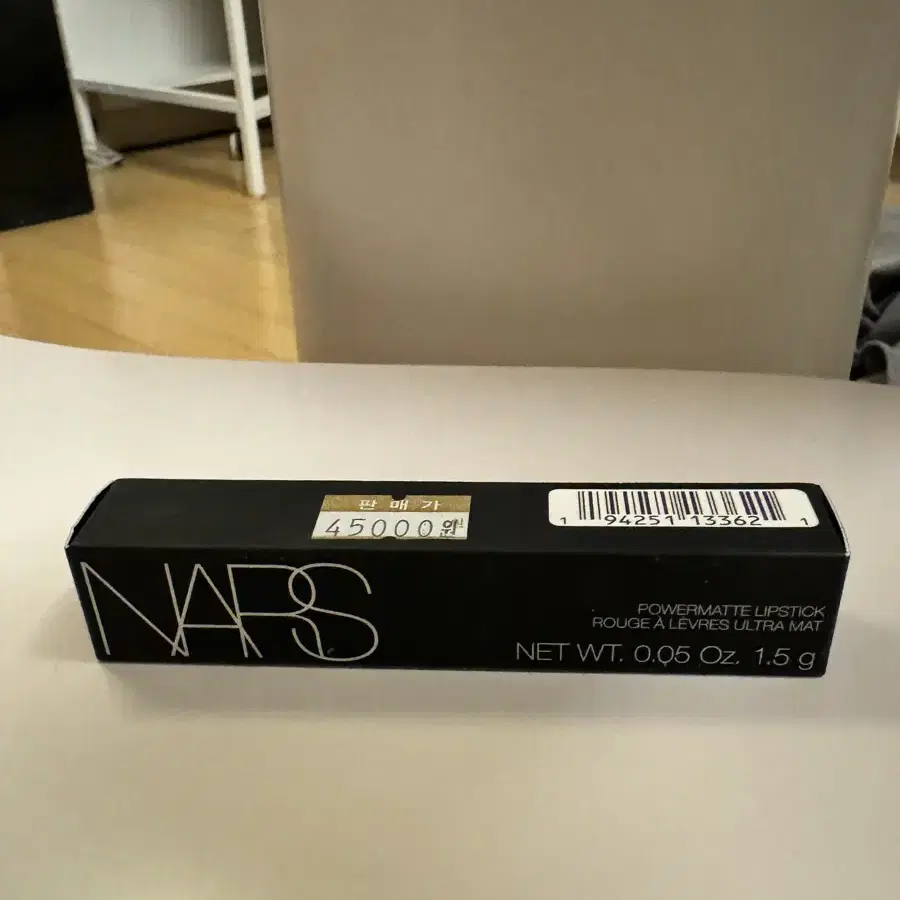 판매가
45000원
1 94251 13362 1
NARS
POWERMATTE LIPSTICK
ROUGE À LÈVRES ULTRA MAT
NET WT. 0.05 Oz. 1.5 g